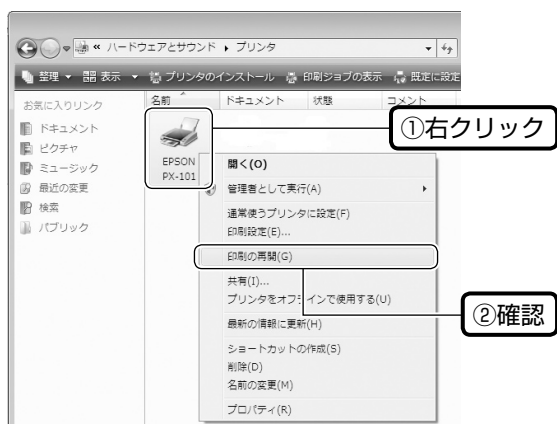 « ハードウェアとサウンド ▸ プリンタ
整理 ▼ 表示 ▼ プリンタのインストール 印刷ジョブの表示 既定に設定
お気に入りリンク
ドキュメント
ピクチャ
ミュージック
最近の変更
検索
パブリック
名前 ドキュメント 状態 コメント
EPSON
PX-101
①右クリック
開く(O)
管理者として実行(A)
通常使うプリンタに設定(F)
印刷設定(E)...
印刷の再開(G)
共有(I)...
プリンタをオフラインで使用する(U)
最新の情報に更新(H)
ショートカットの作成(S)
削除(D)
名前の変更(M)
プロパティ(R)
②確認